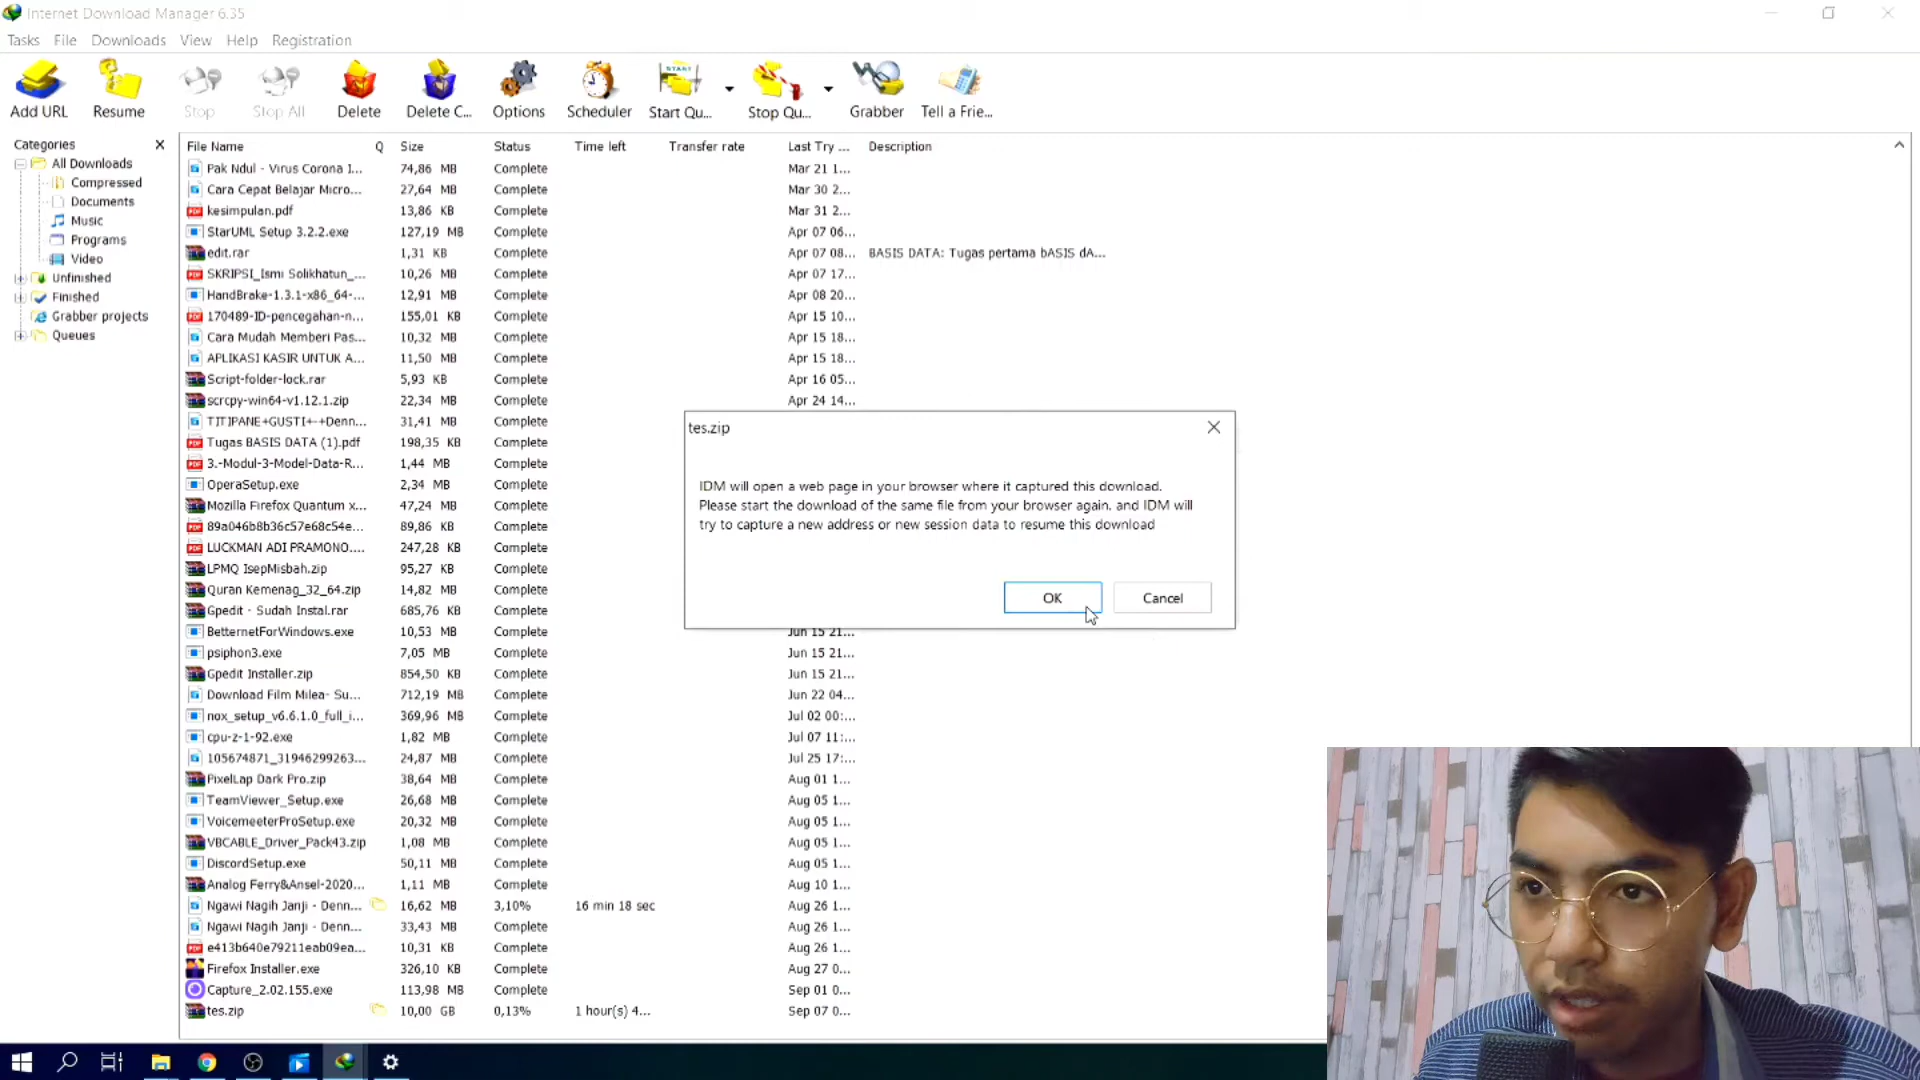 Internet Download Manager 6.35
Tasks File Downloads View Help Registration
Add URL Resume Stop Stop All Delete Delete C... Options Scheduler Start Qu... Stop Qu... Grabber Tell a Frie...
Categories
All Downloads
Compressed
Documents
Music
Programs
Video
Unfinished
Finished
Grabber projects
Queues
File Name Q Size Status Time left Transfer rate Last Try ... Description
Pak Ndul - Virus Corona I... 74,86 MB Complete Mar 21 1...
Cara Cepat Belajar Micro... 27,64 MB Complete Mar 30 2...
kesimpulan.pdf 13,86 KB Complete Mar 31 2...
StarUML Setup 3.2.2.exe 127,19 MB Complete Apr 07 06...
edit.rar 1,31 KB Complete Apr 07 08... BASIS DATA: Tugas pertama bASIS dA...
SKRIPSI_Ismi Solikhatun_... 10,26 MB Complete Apr 07 17...
HandBrake-1.3.1-x86_64-... 12,91 MB Complete Apr 08 20...
170489-ID-pencegahan-n... 155,01 KB Complete Apr 15 10...
Cara Mudah Memberi Pas... 10,32 MB Complete Apr 15 18...
APLIKASI KASIR UNTUK A... 11,50 MB Complete Apr 15 18...
Script-folder-lock.rar 5,93 KB Complete Apr 16 05...
scrcpy-win64-v1.12.1.zip 22,34 MB Complete Apr 24 14...
TITIPANE+GUSTI+-+Denn... 31,41 MB Complete
Tugas BASIS DATA (1).pdf 198,35 KB Complete
3.-Modul-3-Model-Data-R... 1,44 MB Complete
OperaSetup.exe 2,34 MB Complete
Mozilla Firefox Quantum x... 47,24 MB Complete
89a046b8b36c57e68c54e... 89,86 KB Complete
LUCKMAN ADI PRAMONO.... 247,28 KB Complete
LPMQ IsepMisbah.zip 95,27 KB Complete
Quran Kemenag_32_64.zip 14,82 MB Complete
Gpedit - Sudah Instal.rar 685,76 KB Complete
BetternetForWindows.exe 10,53 MB Complete Jun 15 21...
psiphon3.exe 7,05 MB Complete Jun 15 21...
Gpedit Installer.zip 854,50 KB Complete Jun 15 21...
Download Film Milea- Su... 712,19 MB Complete Jun 22 04...
nox_setup_v6.6.1.0_full_i... 369,96 MB Complete Jul 02 00:...
cpu-z-1-92.exe 1,82 MB Complete Jul 07 11:...
105674871_31946299263... 24,87 MB Complete Jul 25 17:...
PixelLap Dark Pro.zip 38,64 MB Complete Aug 01 1...
TeamViewer_Setup.exe 26,68 MB Complete Aug 05 1...
VoicemeeterProSetup.exe 20,32 MB Complete Aug 05 1...
VBCABLE_Driver_Pack43.zip 1,08 MB Complete Aug 05 1...
DiscordSetup.exe 50,11 MB Complete Aug 05 1...
Analog Ferry&Ansel-2020... 1,11 MB Complete Aug 10 1...
Ngawi Nagih Janji - Denn... 16,62 MB 3,10% 16 min 18 sec Aug 26 1...
Ngawi Nagih Janji - Denn... 33,43 MB Complete Aug 26 1...
e413b640e79211eab09ea... 10,31 KB Complete Aug 26 1...
Firefox Installer.exe 326,10 KB Complete Aug 27 0...
Capture_2.02.155.exe 113,98 MB Complete Sep 01 0...
tes.zip 10,00 GB 0,13% 1 hour(s) 4... Sep 07 0...
tes.zip
IDM will open a web page in your browser where it captured this download.
Please start the download of the same file from your browser again, and IDM will
try to capture a new address or new session data to resume this download
OK Cancel